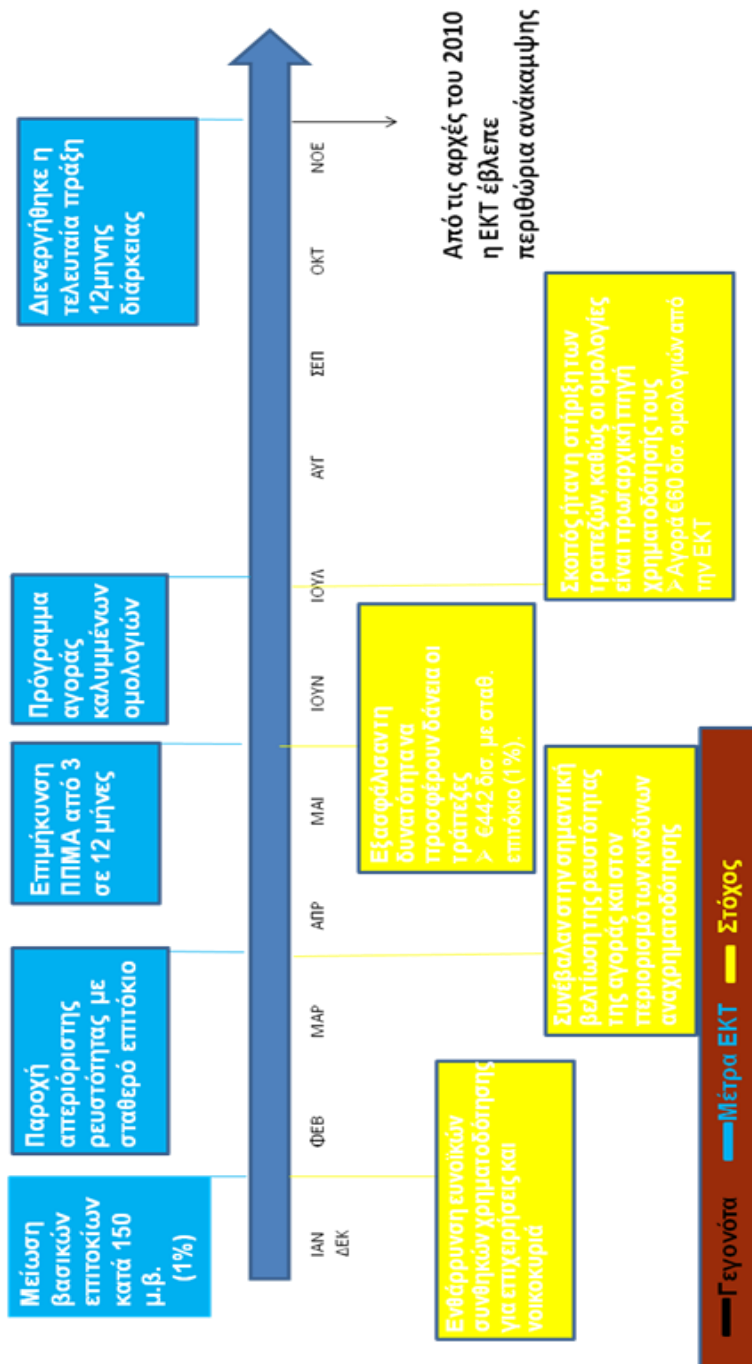 Μείωση
βασικών
επιτοκίων
κατά 150
μ.β.
(1%)
Παροχή
απεριόριστης
ρευστότητας με
σταθερό επιτόκιο
Επιμήκυνση
ΠΠΜΑ από 3
σε 12 μήνες
Πρόγραμμα
αγοράς
καλυμμένων
ομολογιών
Διενεργήθηκε η
τελευταία πράξη
12μηνης
διάρκειας
ΙΑΝ ΦΕΒ ΜΑΡ ΑΠΡ ΜΑΙ ΙΟΥΝ ΙΟΥΛ ΑΥΓ ΣΕΠ ΟΚΤ ΝΟΕ
ΔΕΚ
Ενθάρρυνση ευνοϊκών
συνθηκών χρηματοδότησης
για επιχειρήσεις και
νοικοκυριά
Συνέβαλαν στην σημαντική
βελτίωση της ρευστότητας
της αγοράς και στον
περιορισμό των κινδύνων
αναχρηματοδότησης
Εξασφάλισαν τη
δυνατότητα να
προσφέρουν δάνεια οι
τράπεζες
> €442 δισ. με σταθ.
επιτόκιο (1%).
Σκοπός ήταν η στήριξη των
τραπεζών, καθώς οι ομολογίες
είναι πρωταρχική πηγή
χρηματοδότησής τους
> Αγορά €60 δισ. ομολογιών από
την ΕΚΤ
Από τις αρχές του 2010
η ΕΚΤ έβλεπε
περιθώρια ανάκαμψης
Γεγονότα Μέτρα ΕΚΤ Στόχος